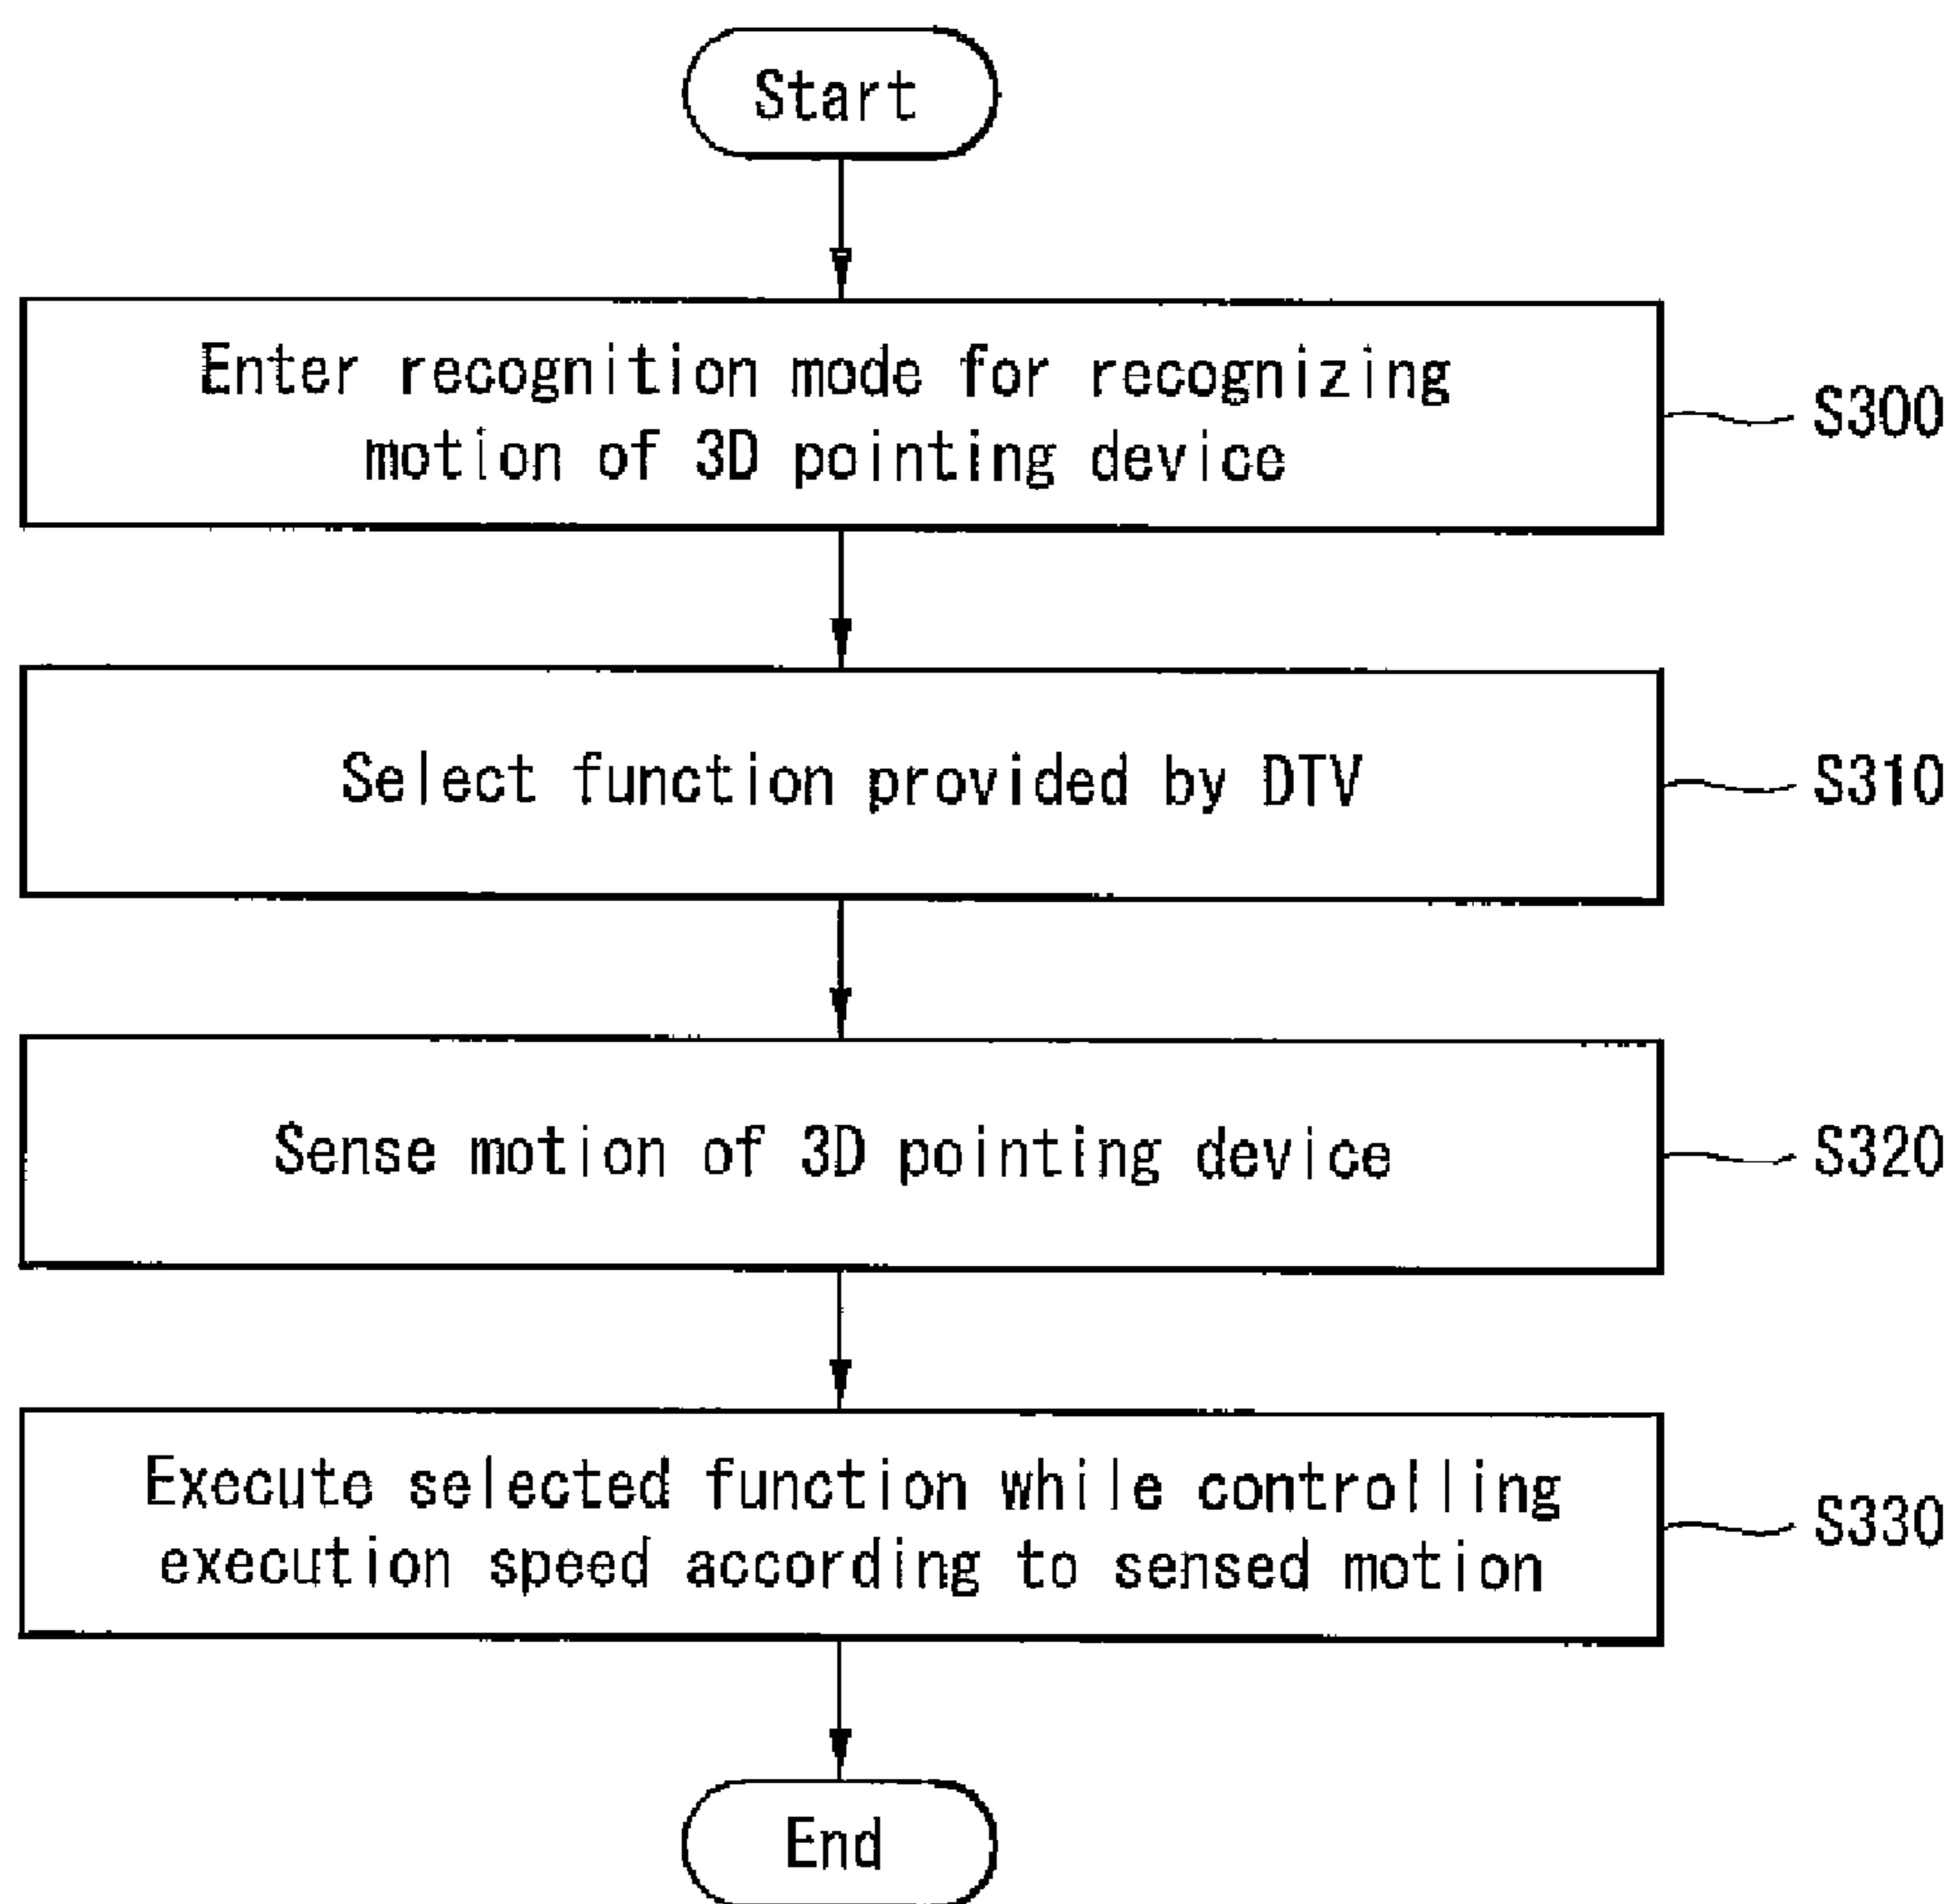 Start
Enter recognition mode for recognizing
motion of 3D pointing device
S300
Select function provided by DTV
S310
Sense motion of 3D pointing device
S320
Execute selected function while controlling
execution speed according to sensed motion
S330
End